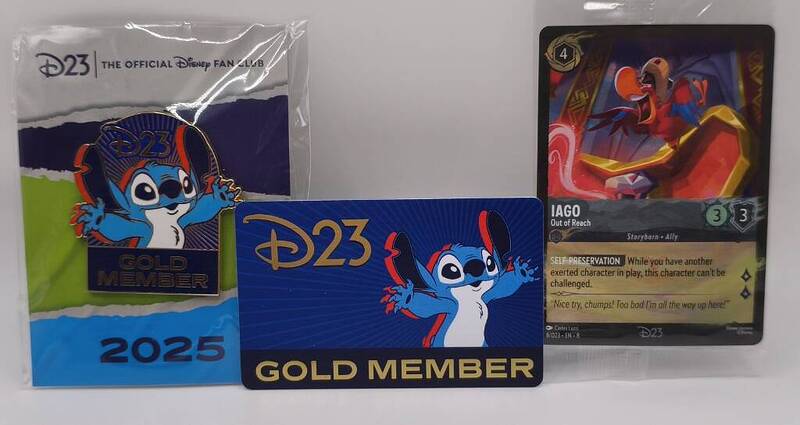 D23 | THE OFFICIAL Disney FAN CLUB
D23
GOLD
MEMBER
2025
D23
GOLD MEMBER
4
IAGO
Out of Reach
3
3
Storyborn • Ally
SELF-PRESERVATION While you have another
exerted character in play, this character can't be
challenged.
"Nice try, chumps! Too bad I'm all the way up here!"
D23